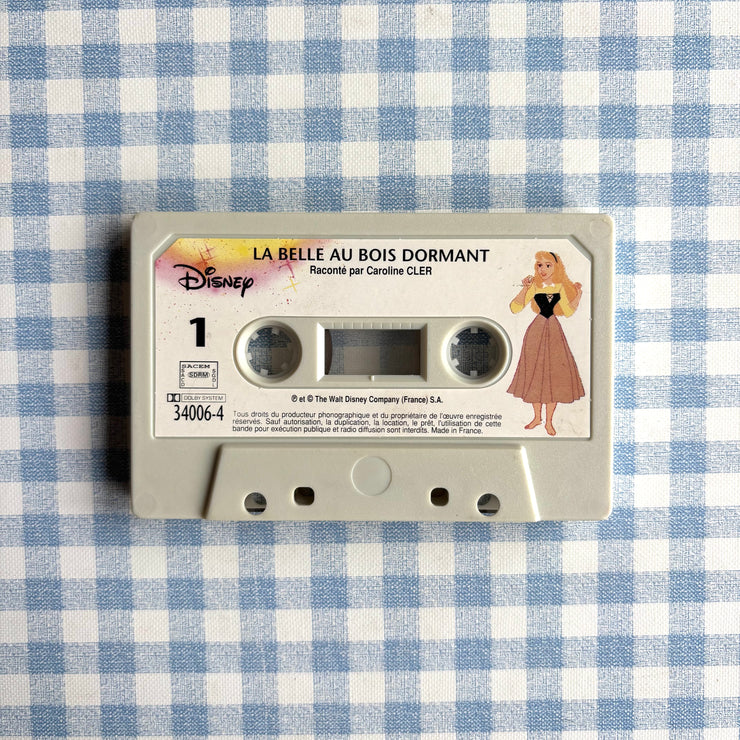 LA BELLE AU BOIS DORMANT
Raconté par Caroline CLER
Disney
1
SACEM
SDRM
DOLBY SYSTEM
34006-4
℗ et © The Walt Disney Company (France) S.A.
Tous droits du producteur phonographique et du propriétaire de l'œuvre enregistrée
réservés. Sauf autorisation, la duplication, la location, le prêt, l'utilisation de cette
bande pour exécution publique et radio diffusion sont interdits. Made in France.